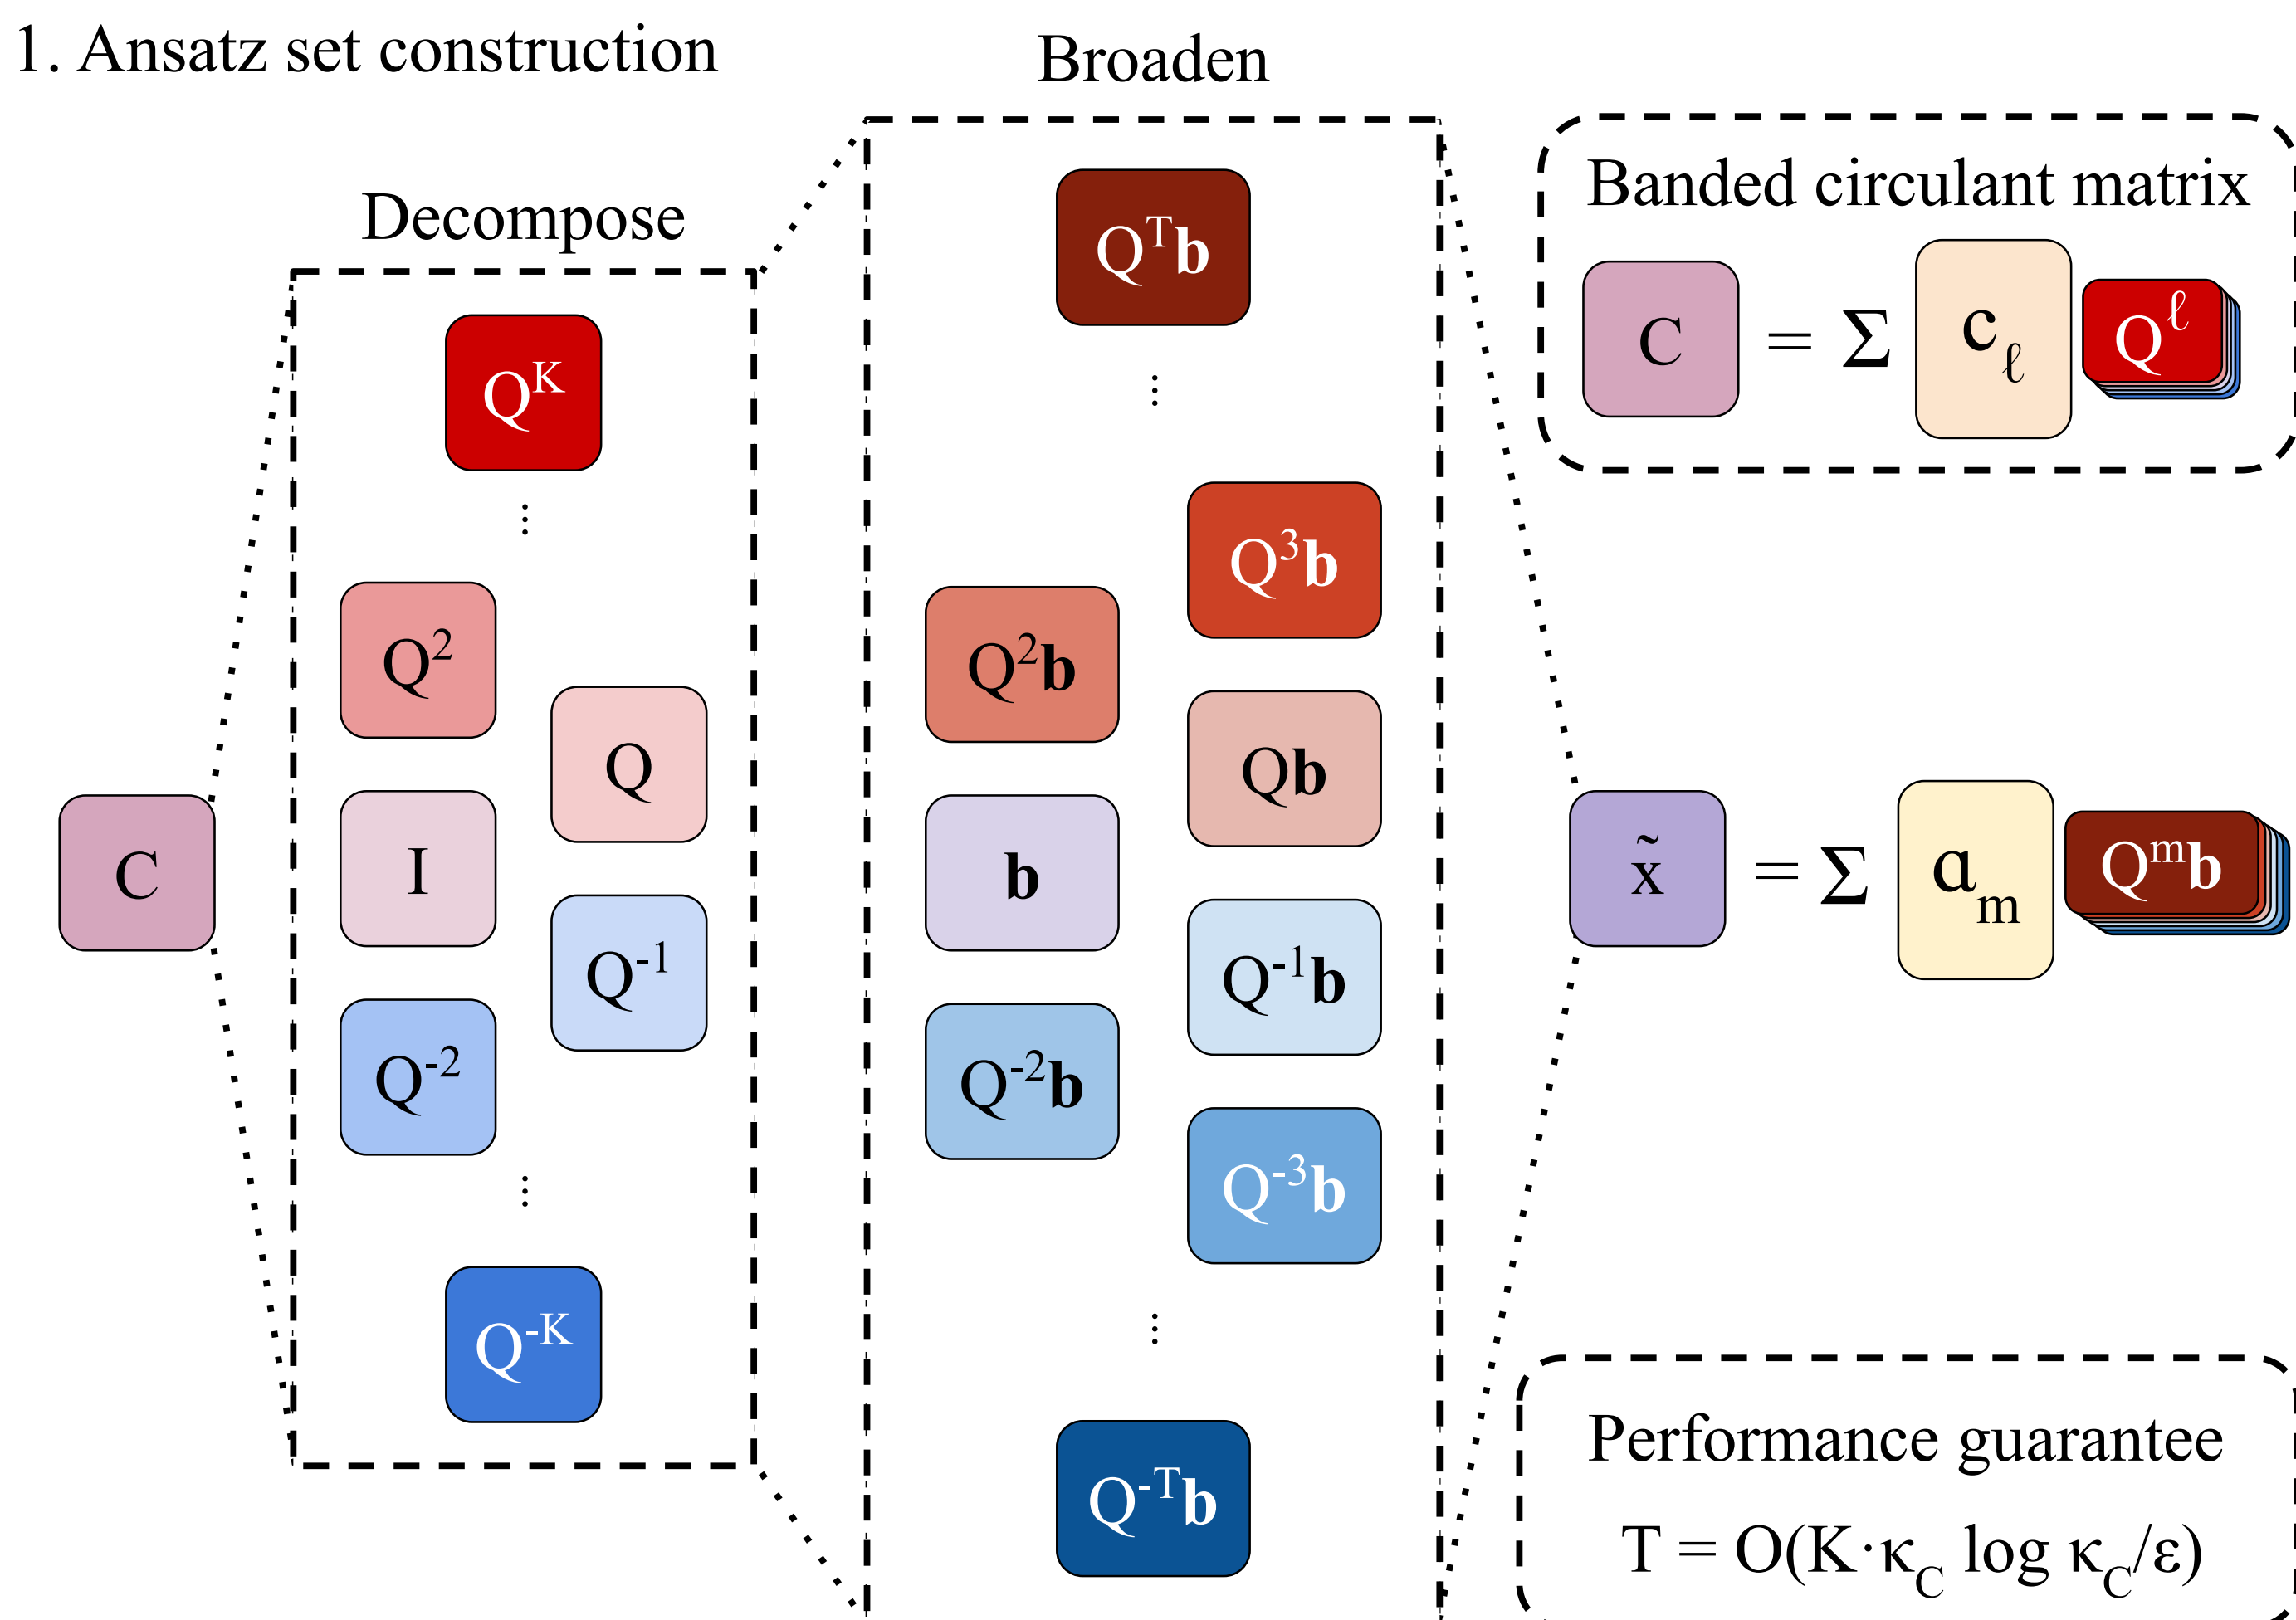 1. Ansatz set construction
Decompose
Broaden
C
Q^K
⋮
Q^2
Q
I
Q^-1
Q^-2
⋮
Q^-K
Q^T b
⋮
Q^3 b
Q^2 b
Qb
b
Q^-1 b
Q^-2 b
Q^-3 b
⋮
Q^-T b
Banded circulant matrix
C = Σ c_ℓ Q^ℓ
x̃ = Σ α_m Q^m b
Performance guarantee
T = O(K·κ_C log κ_C/ε)